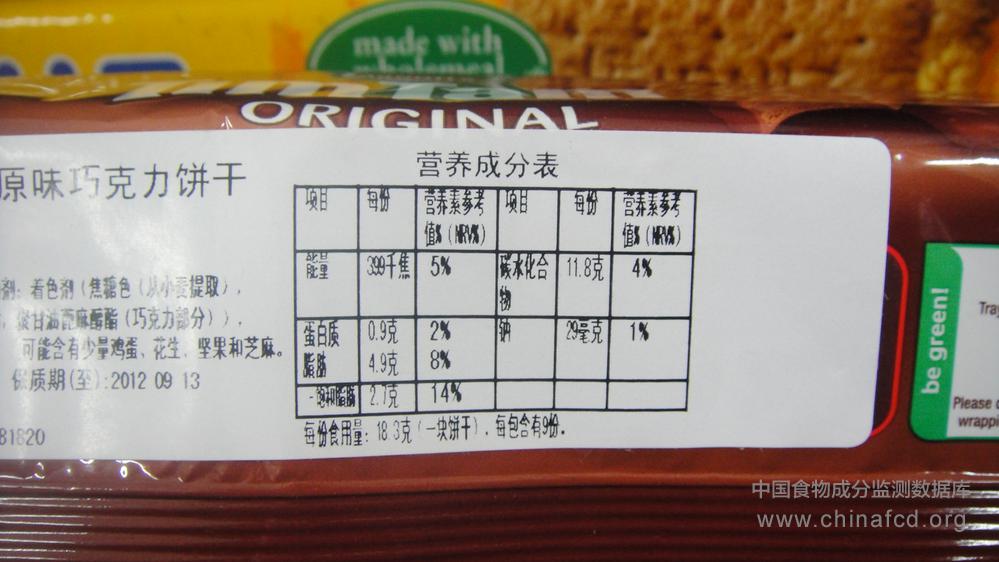 made with
wholemeal
ORIGINAL
原味巧克力饼干
营养成分表
项目 每份 营养素参考值%（NRV%） 项目 每份 营养素参考值%（NRV%）
能量 399千焦 5% 碳水化合物 11.8克 4%
蛋白质 0.9克 2% 钠 29毫克 1%
脂肪 4.9克 8%
-饱和脂肪 2.7克 14%
每份食用量：18.3克（一块饼干），每包含有9份。
剂：着色剂（焦糖色（从小麦提取），
聚甘油蓖麻醇酯（巧克力部分）），
可能含有少量鸡蛋、花生、坚果和芝麻。
保质期(至):2012 09 13
81820
be green!
Tray
Please
wrappi
中国食物成分监测数据库
www.chinafcd.org